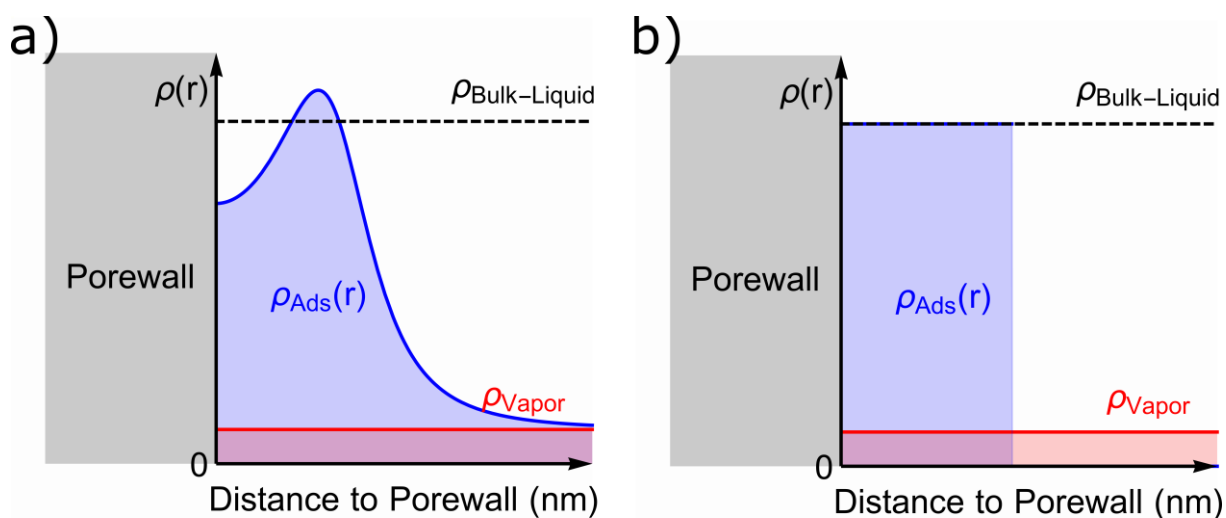 a)
ρ(r)
ρBulk−Liquid
Porewall
ρAds(r)
ρVapor
0
Distance to Porewall (nm)
b)
ρ(r)
ρBulk−Liquid
Porewall
ρAds(r)
ρVapor
0
Distance to Porewall (nm)